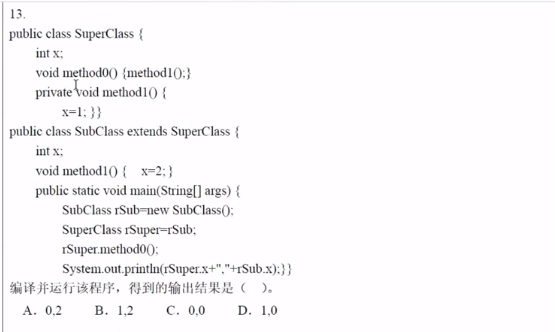 13.
public class SuperClass {
int x;
void method0() {method1();}
private void method1() {
x=1; }}
public class SubClass extends SuperClass {
int x;
void method1() { x=2; }
public static void main(String[] args) {
SubClass rSub=new SubClass();
SuperClass rSuper=rSub;
rSuper.method0();
System.out.println(rSuper.x+","+rSub.x);}}
编译并运行该程序，得到的输出结果是（ ）。
A．0,2 B．1,2 C．0,0 D．1,0